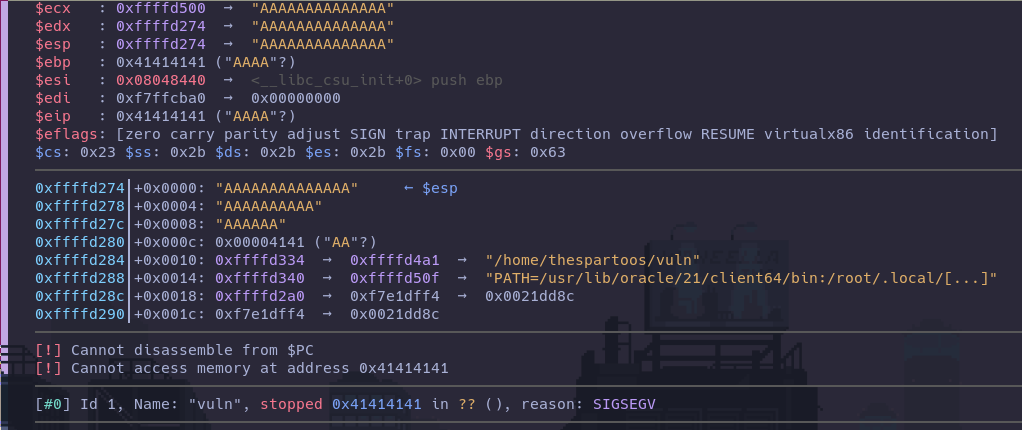 $ecx   : 0xffffd500  →  "AAAAAAAAAAAAAA"
$edx   : 0xffffd274  →  "AAAAAAAAAAAAAA"
$esp   : 0xffffd274  →  "AAAAAAAAAAAAAA"
$ebp   : 0x41414141 ("AAAA"?)
$esi   : 0x08048440  →  <__libc_csu_init+0> push ebp
$edi   : 0xf7ffcba0  →  0x00000000
$eip   : 0x41414141 ("AAAA"?)
$eflags: [zero carry parity adjust SIGN trap INTERRUPT direction overflow RESUME virtualx86 identification]
$cs: 0x23 $ss: 0x2b $ds: 0x2b $es: 0x2b $fs: 0x00 $gs: 0x63
0xffffd274│+0x0000: "AAAAAAAAAAAAAA"     ← $esp
0xffffd278│+0x0004: "AAAAAAAAAA"
0xffffd27c│+0x0008: "AAAAAA"
0xffffd280│+0x000c: 0x00004141 ("AA"?)
0xffffd284│+0x0010: 0xffffd334  →  0xffffd4a1  →  "/home/thespartoos/vuln"
0xffffd288│+0x0014: 0xffffd340  →  0xffffd50f  →  "PATH=/usr/lib/oracle/21/client64/bin:/root/.local/[...]"
0xffffd28c│+0x0018: 0xffffd2a0  →  0xf7e1dff4  →  0x0021dd8c
0xffffd290│+0x001c: 0xf7e1dff4  →  0x0021dd8c
[!] Cannot disassemble from $PC
[!] Cannot access memory at address 0x41414141
[#0] Id 1, Name: "vuln", stopped 0x41414141 in ?? (), reason: SIGSEGV